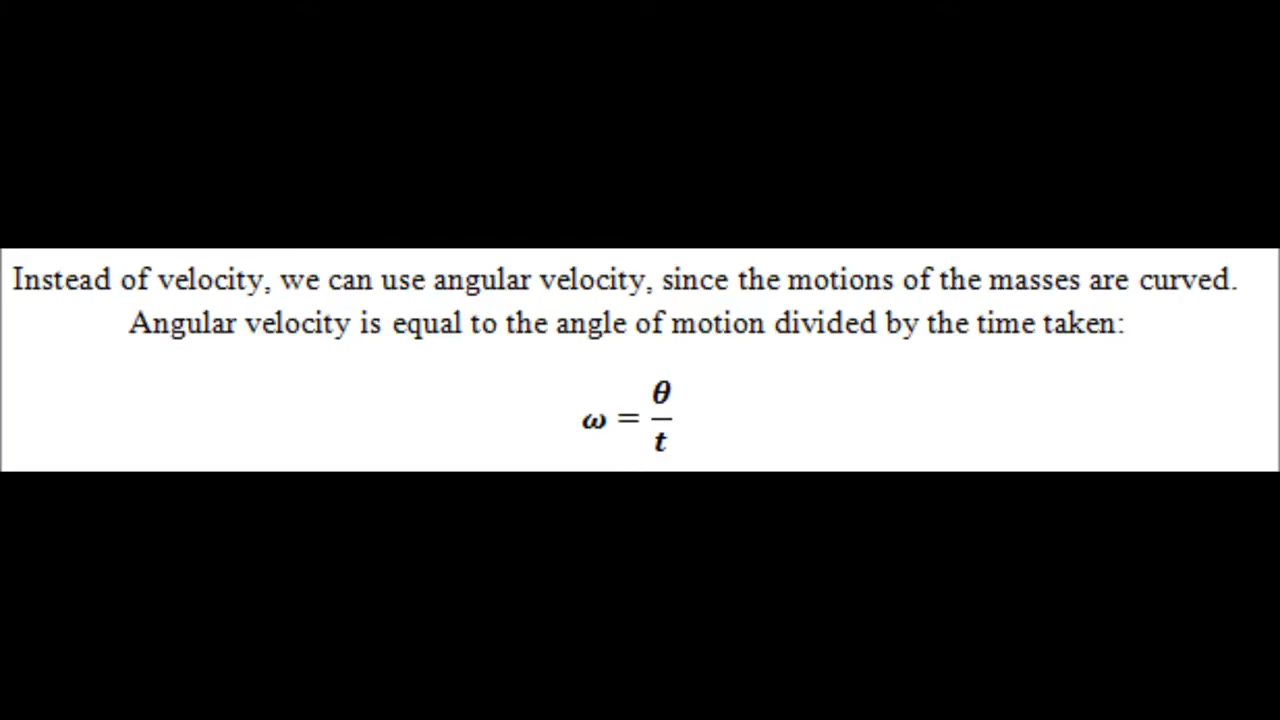 Instead of velocity, we can use angular velocity, since the motions of the masses are curved.
Angular velocity is equal to the angle of motion divided by the time taken:
ω = θ/t